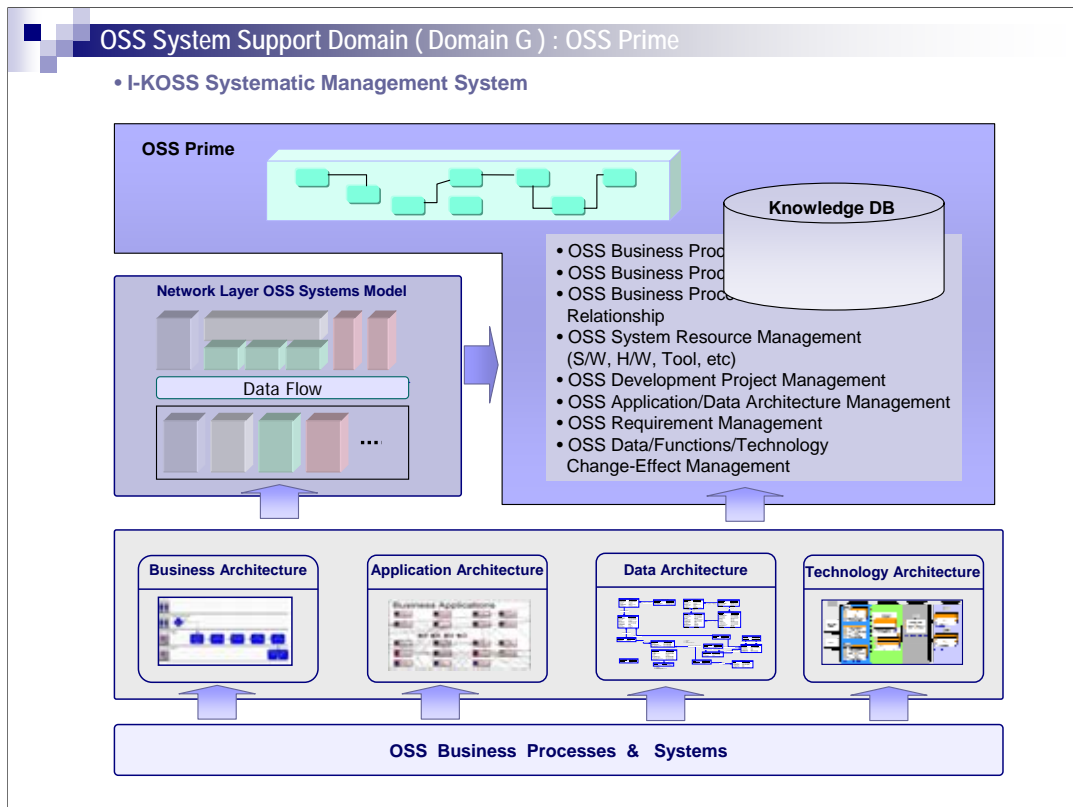 OSS System Support Domain ( Domain G ) : OSS Prime
• I-KOSS Systematic Management System
OSS Prime
Knowledge DB
• OSS Business Proc
• OSS Business Proc
• OSS Business Proce
Relationship
• OSS System Resource Management
(S/W, H/W, Tool, etc)
• OSS Development Project Management
• OSS Application/Data Architecture Management
• OSS Requirement Management
• OSS Data/Functions/Technology
Change-Effect Management
Network Layer OSS Systems Model
Data Flow
....
Business Architecture
Application Architecture
Business Applications
Data Architecture
Technology Architecture
OSS Business Processes & Systems